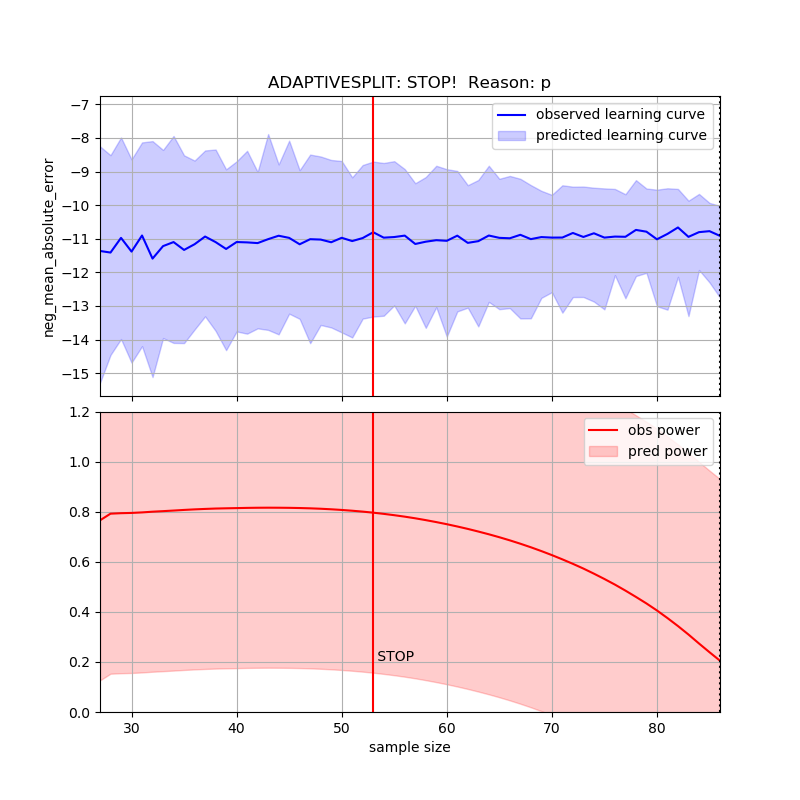 ADAPTIVESPLIT: STOP!  Reason: p
neg_mean_absolute_error
−7
−8
−9
−10
−11
−12
−13
−14
−15
observed learning curve
predicted learning curve
1.2
1.0
0.8
0.6
0.4
0.2
0.0
obs power
pred power
STOP
30
40
50
60
70
80
sample size